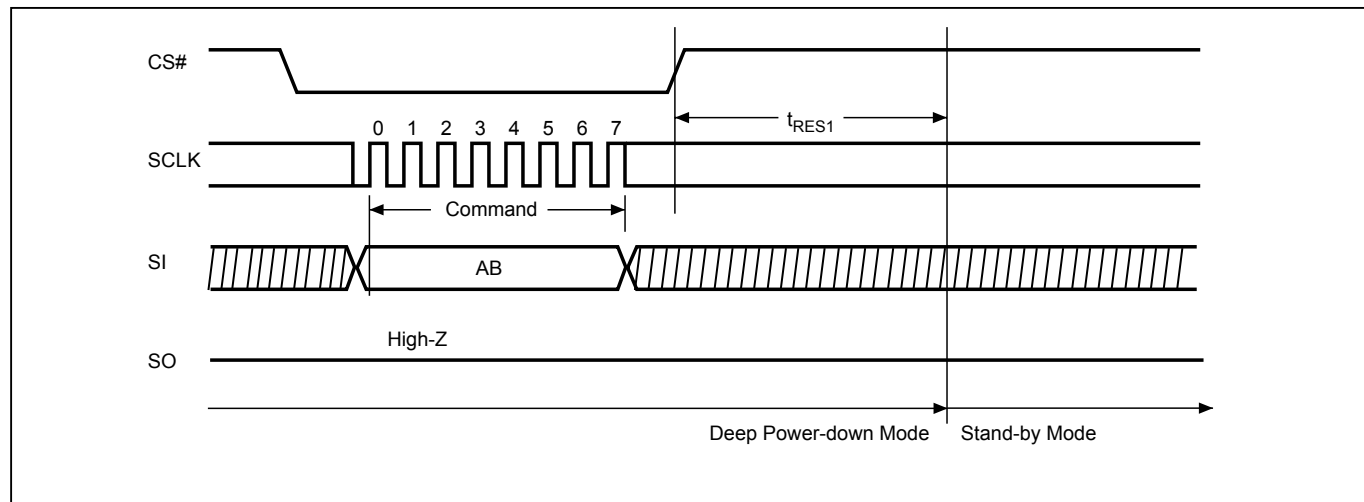 CS#
tRES1
0 1 2 3 4 5 6 7
SCLK
Command
SI
AB
High-Z
SO
Deep Power-down Mode Stand-by Mode